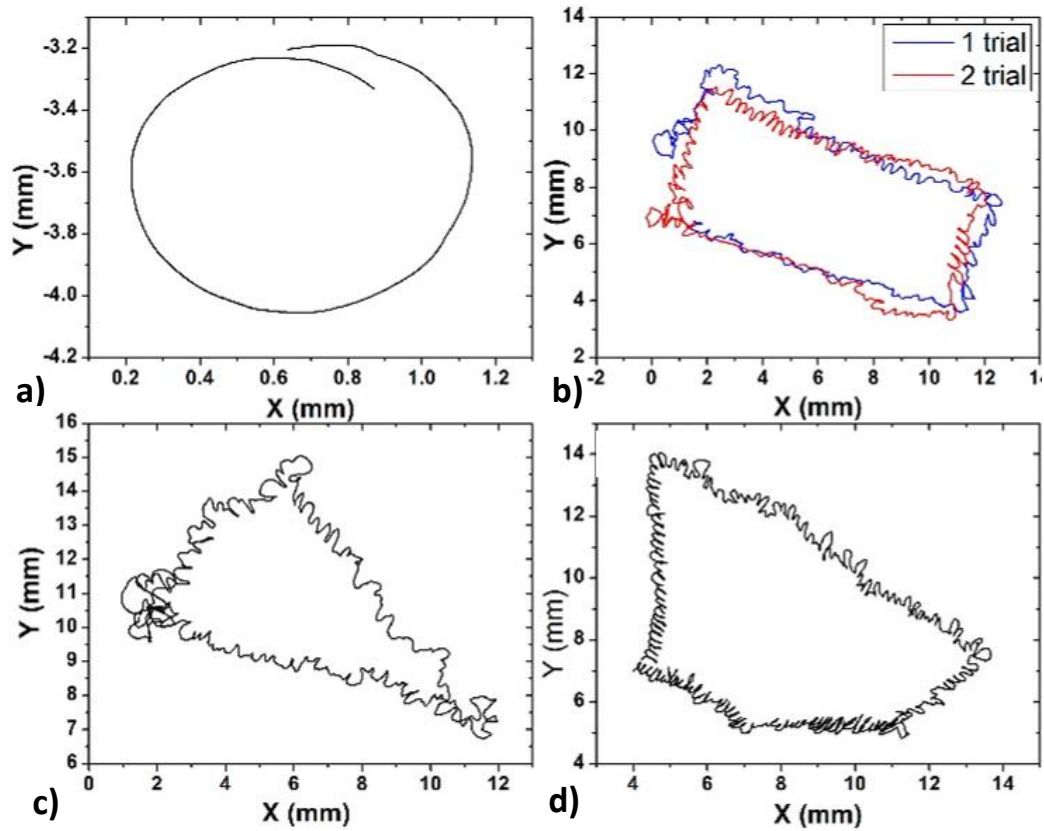 -3.2
-3.4
-3.6
-3.8
-4.0
-4.2
Y (mm)
0.2 0.4 0.6 0.8 1.0 1.2
X (mm)
a)
14
12
10
8
6
4
2
Y (mm)
1 trial
2 trial
-2 0 2 4 6 8 10 12 14
X (mm)
b)
16
15
14
13
12
11
10
9
8
7
6
Y (mm)
0 2 4 6 8 10 12
X (mm)
c)
14
12
10
8
6
4
Y (mm)
4 6 8 10 12 14
X (mm)
d)